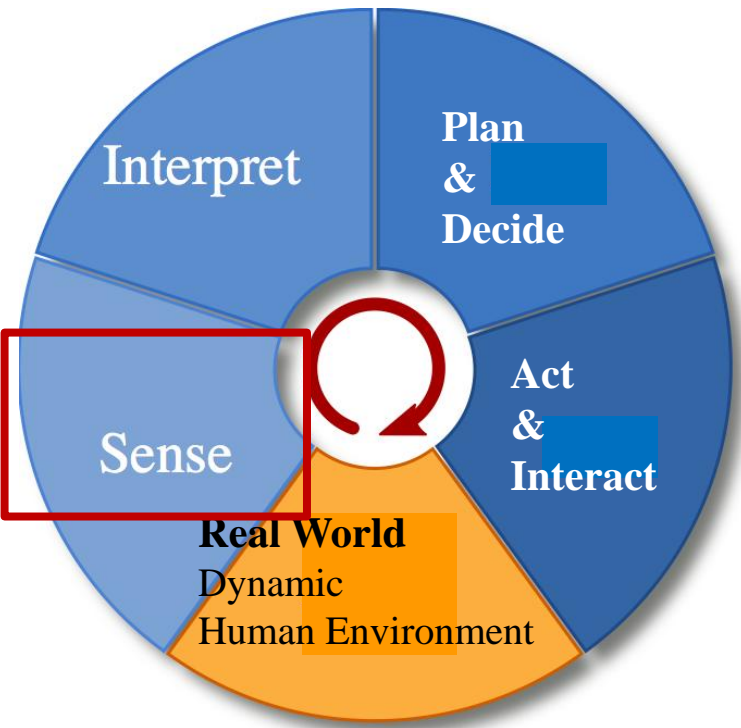 Interpret
Plan
&
Decide
Sense
Act
&
Interact
Real World
Dynamic
Human Environment